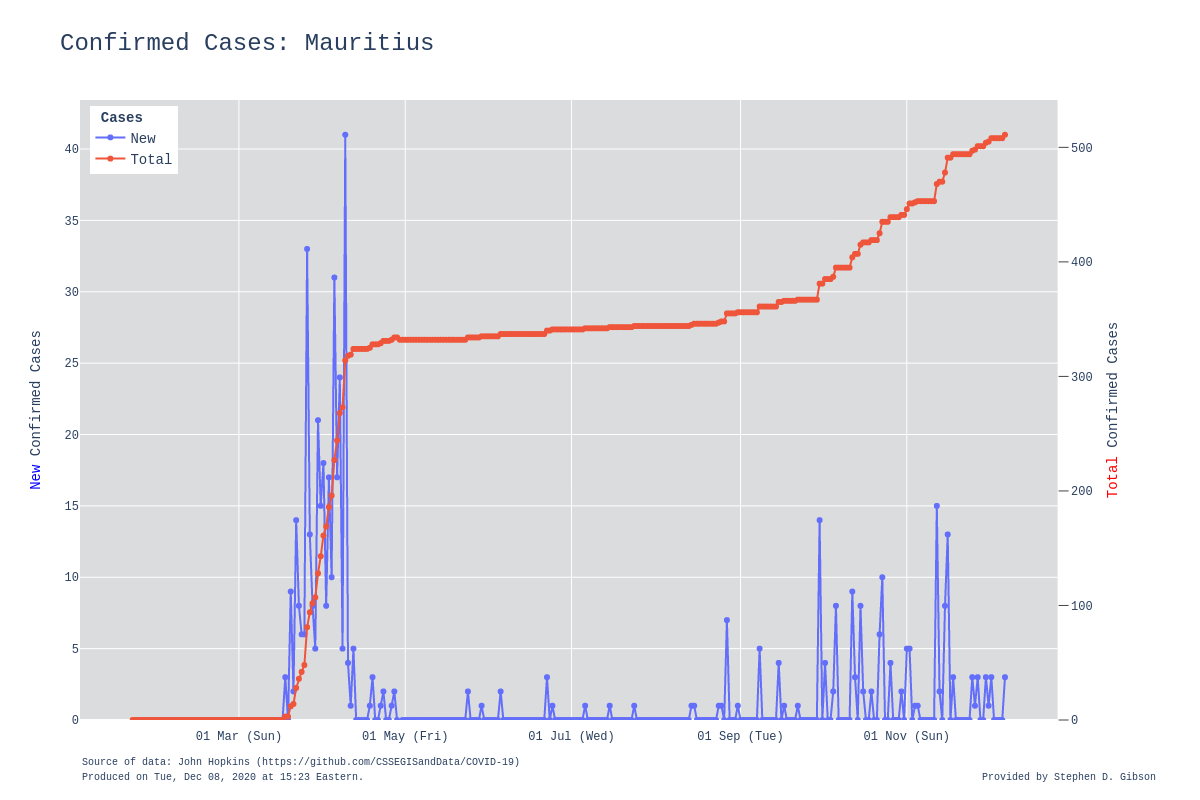 Confirmed Cases: Mauritius
Cases
New
Total
40
35
30
25
20
15
10
5
0
500
400
300
200
100
0
New Confirmed Cases
Total Confirmed Cases
01 Mar (Sun)
01 May (Fri)
01 Jul (Wed)
01 Sep (Tue)
01 Nov (Sun)
Source of data: John Hopkins (https://github.com/CSSEGISandData/COVID-19)
Produced on Tue, Dec 08, 2020 at 15:23 Eastern.
Provided by Stephen D. Gibson